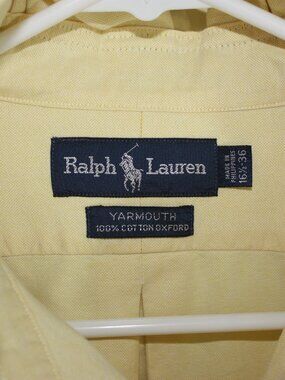 Ralph Lauren
MADE IN
PHILIPPINES
16½-36
YARMOUTH
100% COTTON OXFORD